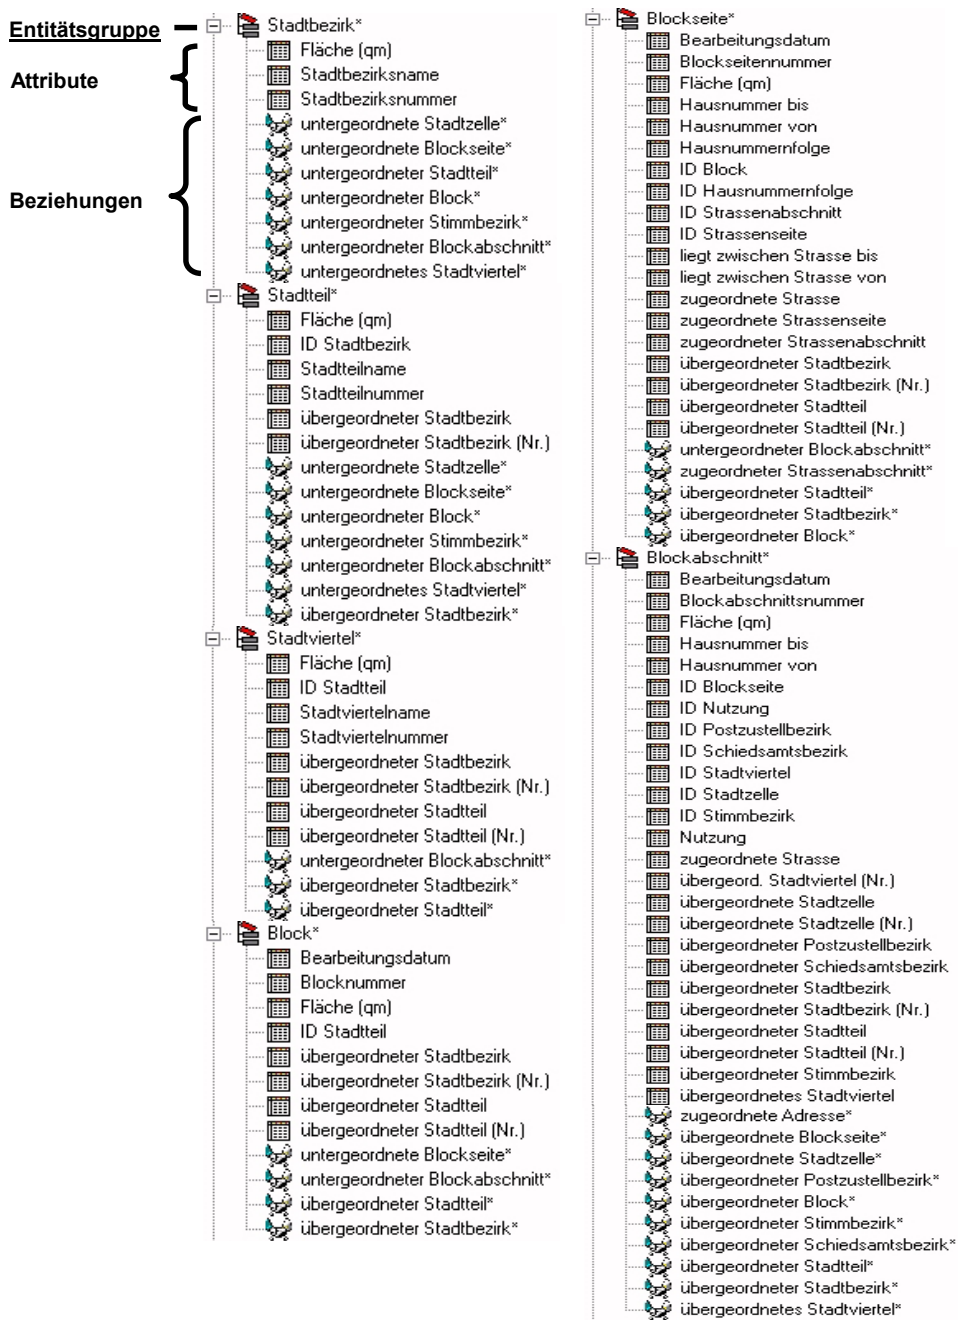 Entitätsgruppe
Attribute
Beziehungen
Stadtbezirk*
Fläche (qm)
Stadtbezirksname
Stadtbezirksnummer
untergeordnete Stadtzelle*
untergeordnete Blockseite*
untergeordneter Stadtteil*
untergeordneter Block*
untergeordneter Stimmbezirk*
untergeordneter Blockabschnitt*
untergeordnetes Stadtviertel*
Stadtteil*
Fläche (qm)
ID Stadtbezirk
Stadtteilname
Stadtteilnummer
übergeordneter Stadtbezirk
übergeordneter Stadtbezirk (Nr.)
untergeordnete Stadtzelle*
untergeordnete Blockseite*
untergeordneter Block*
untergeordneter Stimmbezirk*
untergeordneter Blockabschnitt*
untergeordnetes Stadtviertel*
übergeordneter Stadtbezirk*
Stadtviertel*
Fläche (qm)
ID Stadtteil
Stadtviertelname
Stadtviertelnummer
übergeordneter Stadtbezirk
übergeordneter Stadtbezirk (Nr.)
übergeordneter Stadtteil
übergeordneter Stadtteil (Nr.)
untergeordneter Blockabschnitt*
übergeordneter Stadtbezirk*
übergeordneter Stadtteil*
Block*
Bearbeitungsdatum
Blocknummer
Fläche (qm)
ID Stadtteil
übergeordneter Stadtbezirk
übergeordneter Stadtbezirk (Nr.)
übergeordneter Stadtteil
übergeordneter Stadtteil (Nr.)
untergeordnete Blockseite*
untergeordneter Blockabschnitt*
übergeordneter Stadtteil*
übergeordneter Stadtbezirk*
Blockseite*
Bearbeitungsdatum
Blockseitennummer
Fläche (qm)
Hausnummer bis
Hausnummer von
Hausnummernfolge
ID Block
ID Hausnummernfolge
ID Strassenabschnitt
ID Strassenseite
liegt zwischen Strasse bis
liegt zwischen Strasse von
zugeordnete Strasse
zugeordnete Strassenseite
zugeordneter Strassenabschnitt
übergeordneter Stadtbezirk
übergeordneter Stadtbezirk (Nr.)
übergeordneter Stadtteil
übergeordneter Stadtteil (Nr.)
untergeordneter Blockabschnitt*
zugeordneter Strassenabschnitt*
übergeordneter Stadtteil*
übergeordneter Stadtbezirk*
übergeordneter Block*
Blockabschnitt*
Bearbeitungsdatum
Blockabschnittsnummer
Fläche (qm)
Hausnummer bis
Hausnummer von
ID Blockseite
ID Nutzung
ID Postzustellbezirk
ID Schiedsamtsbezirk
ID Stadtviertel
ID Stadtzelle
ID Stimmbezirk
Nutzung
zugeordnete Strasse
übergeord. Stadtviertel (Nr.)
übergeordnete Stadtzelle
übergeordnete Stadtzelle (Nr.)
übergeordneter Postzustellbezirk
übergeordneter Schiedsamtsbezirk
übergeordneter Stadtbezirk
übergeordneter Stadtbezirk (Nr.)
übergeordneter Stadtteil
übergeordneter Stadtteil (Nr.)
übergeordneter Stimmbezirk
übergeordnetes Stadtviertel
zugeordnete Adresse*
übergeordnete Blockseite*
übergeordnete Stadtzelle*
übergeordneter Postzustellbezirk*
übergeordneter Block*
übergeordneter Stimmbezirk*
übergeordneter Schiedsamtsbezirk*
übergeordneter Stadtteil*
übergeordneter Stadtbezirk*
übergeordnetes Stadtviertel*